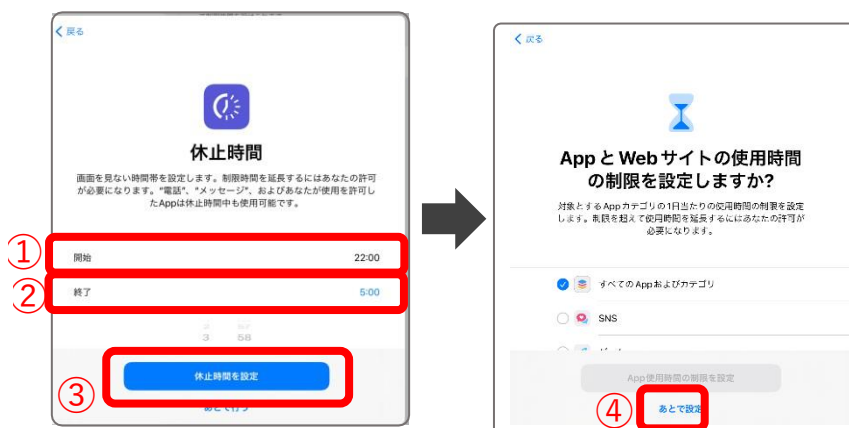 戻る
休止時間
画面を見ない時間帯を設定します。制限時間を延長するにはあなたの許可
が必要になります。"電話"、"メッセージ"、およびあなたが使用を許可し
たAppは休止時間中も使用可能です。
① 開始 22:00
② 終了 5:00
3 58
③ 休止時間を設定
戻る
AppとWebサイトの使用時間
の制限を設定しますか?
対象とするAppカテゴリの1日当たりの使用時間の制限を設定
します。制限を超えて使用時間を延長するにはあなたの許可が
必要になります。
すべてのAppおよびカテゴリ
SNS
App使用時間の制限を設定
④ あとで設定